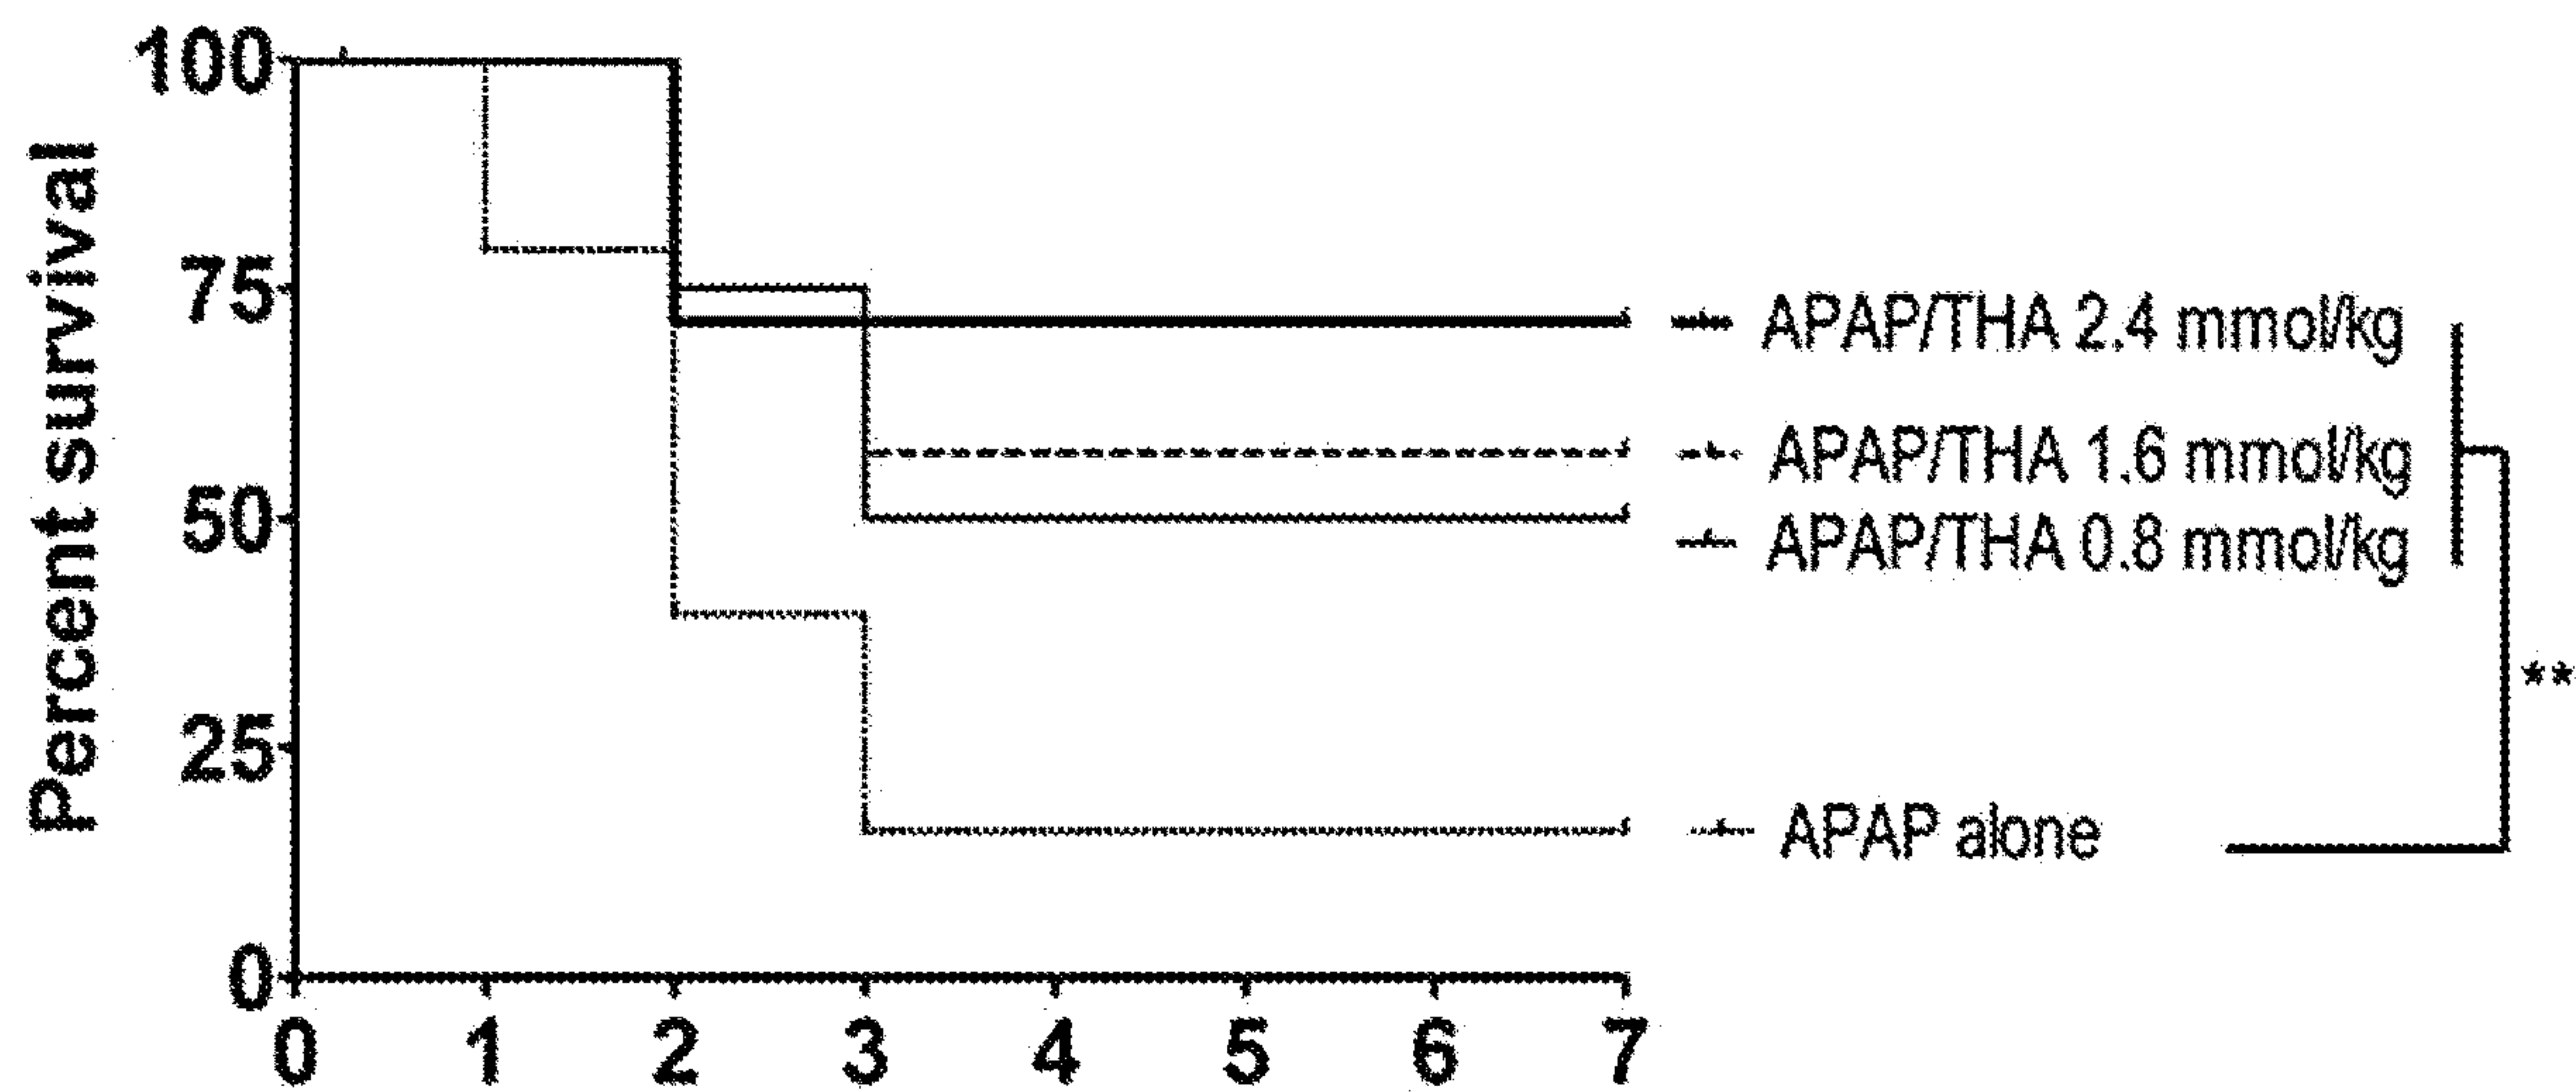 Percent survival
100
75
50
25
0
0 1 2 3 4 5 6 7
APAP/THA 2.4 mmol/kg
APAP/THA 1.6 mmol/kg
APAP/THA 0.8 mmol/kg
APAP alone
**